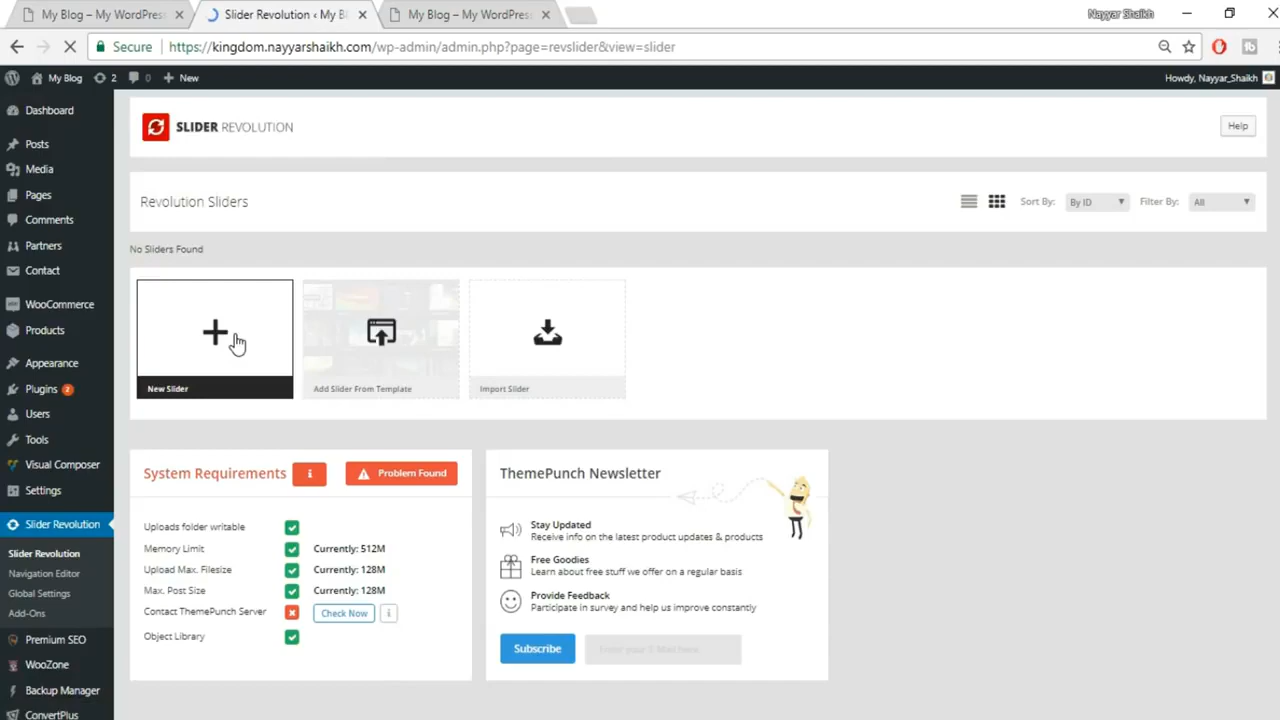 My Blog – My WordPress
Slider Revolution ‹ My B
My Blog – My WordPress
Nayyar Shaikh
Secure
https://kingdom.nayyarshaikh.com/wp-admin/admin.php?page=revslider&view=slider
My Blog
2
0
New
Howdy, Nayyar_Shaikh
Dashboard
Posts
Media
Pages
Comments
Partners
Contact
WooCommerce
Products
Appearance
Plugins 2
Users
Tools
Visual Composer
Settings
Slider Revolution
Slider Revolution
Navigation Editor
Global Settings
Add-Ons
Premium SEO
WooZone
Backup Manager
ConvertPlus
SLIDER REVOLUTION
Help
Revolution Sliders
Sort By: By ID
Filter By: All
No Sliders Found
New Slider
Add Slider From Template
Import Slider
System Requirements
Problem Found
Uploads folder writable
Memory Limit Currently: 512M
Upload Max. Filesize Currently: 128M
Max. Post Size Currently: 128M
Contact ThemePunch Server Check Now
Object Library
ThemePunch Newsletter
Stay Updated
Receive info on the latest product updates & products
Free Goodies
Learn about free stuff we offer on a regular basis
Provide Feedback
Participate in survey and help us improve constantly
Subscribe
Enter your E-Mail here